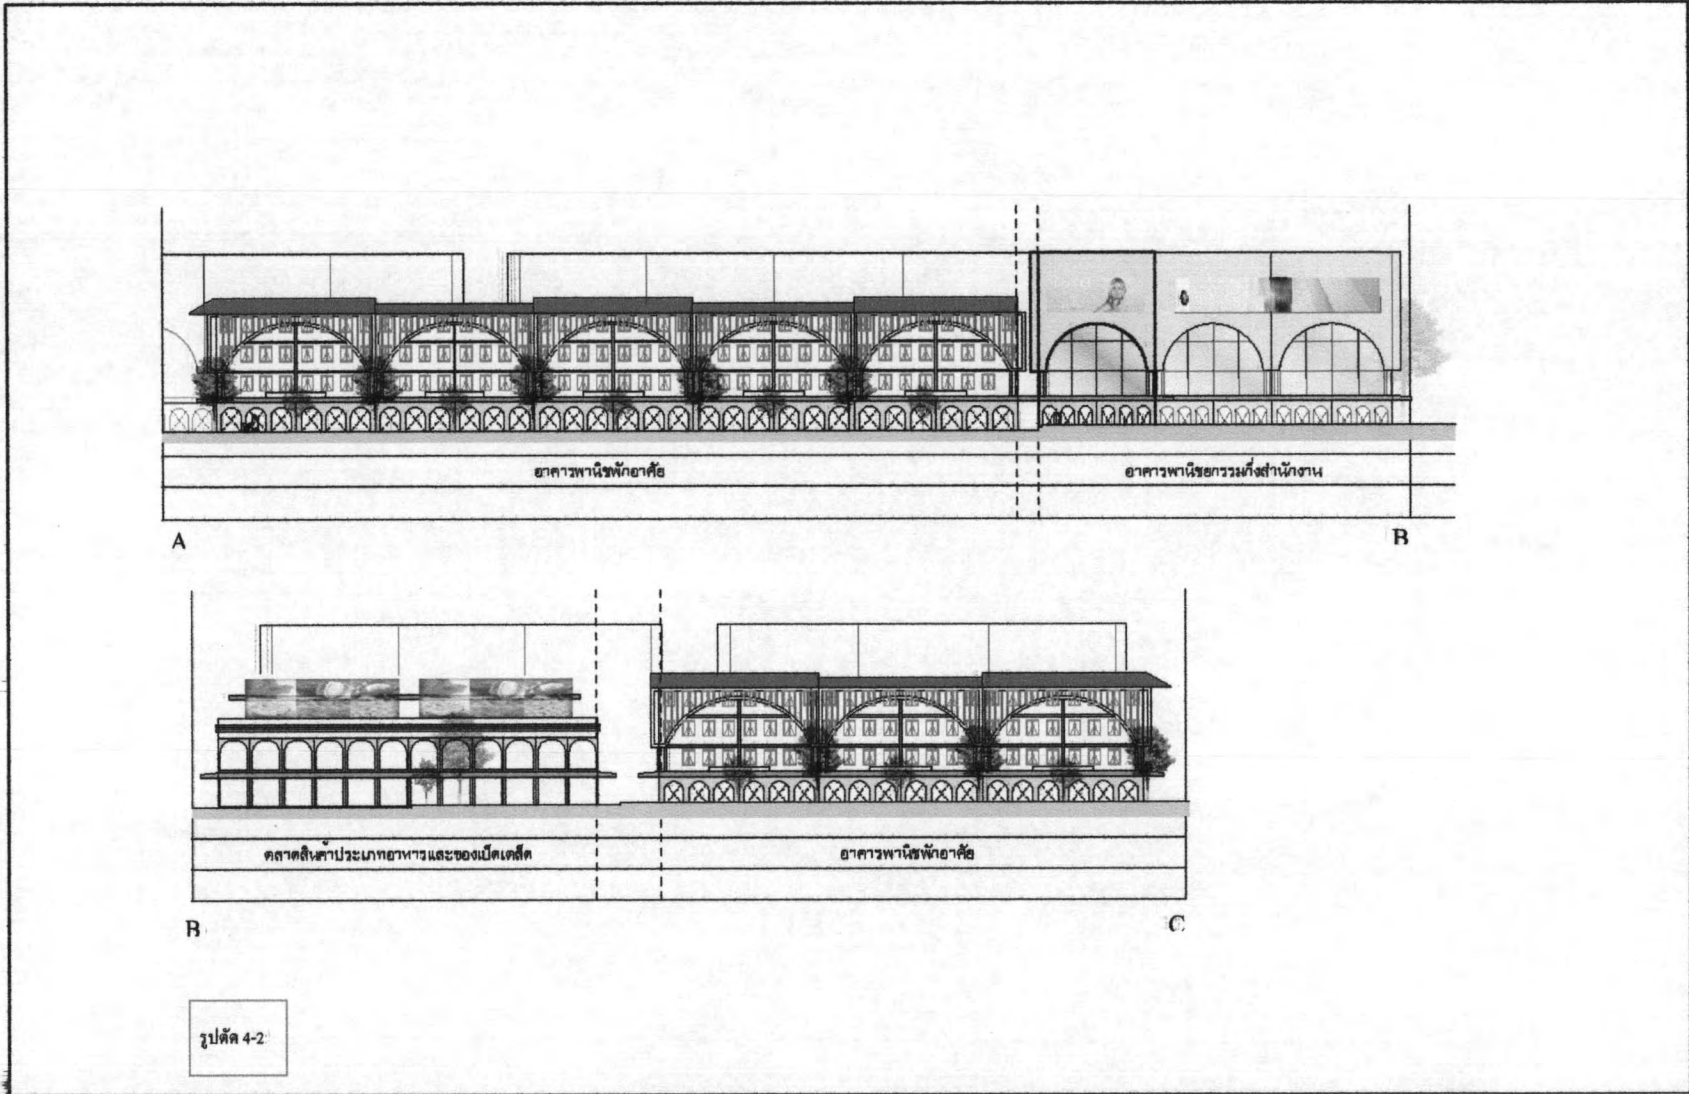 อาคารพานิชพักอาศัย
อาคารพานิชยกรรมกึ่งสำนักงาน
A
B
ตลาดสินค้าประเภทอาหารและของเบ็ดเตล็ด
อาคารพานิชพักอาศัย
B
C
รูปตัด 4-2